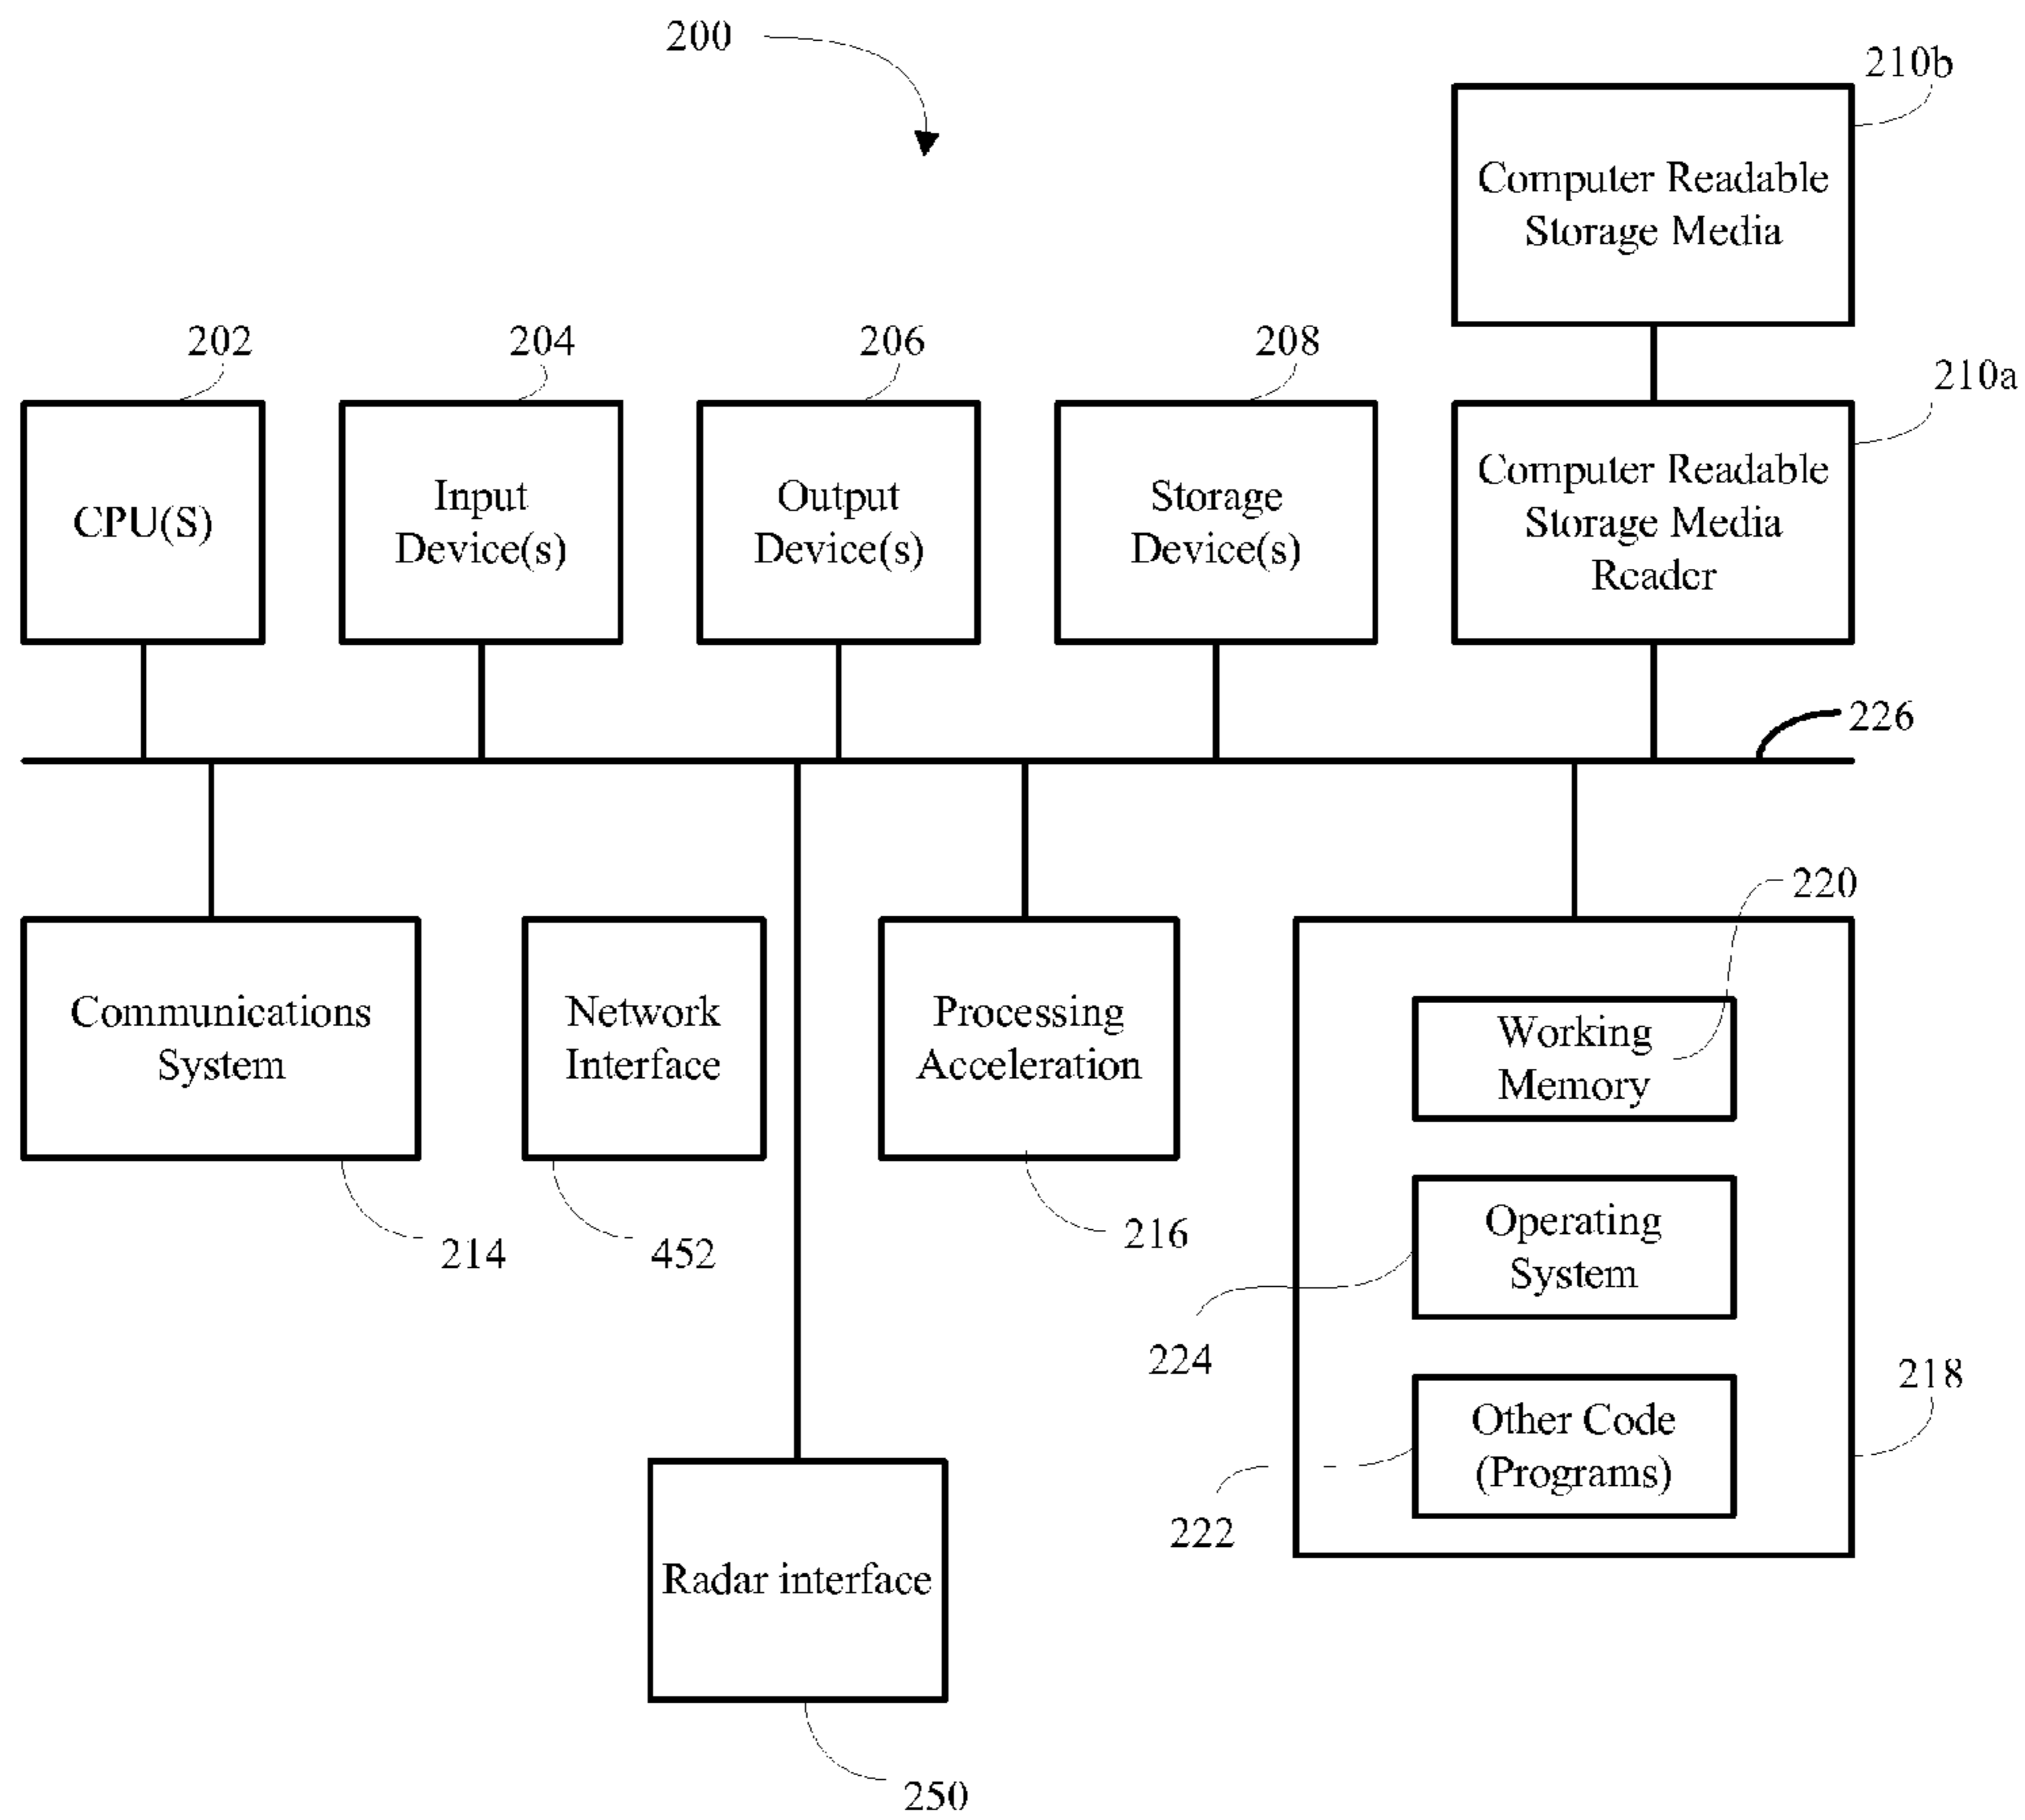 200
210b
Computer Readable
Storage Media
202
204
206
208
210a
CPU(S)
Input
Device(s)
Output
Device(s)
Storage
Device(s)
Computer Readable
Storage Media
Reader
226
220
Communications
System
Network
Interface
Processing
Acceleration
Working
Memory
214
452
216
Operating
System
224
218
Other Code
(Programs)
222
Radar interface
250